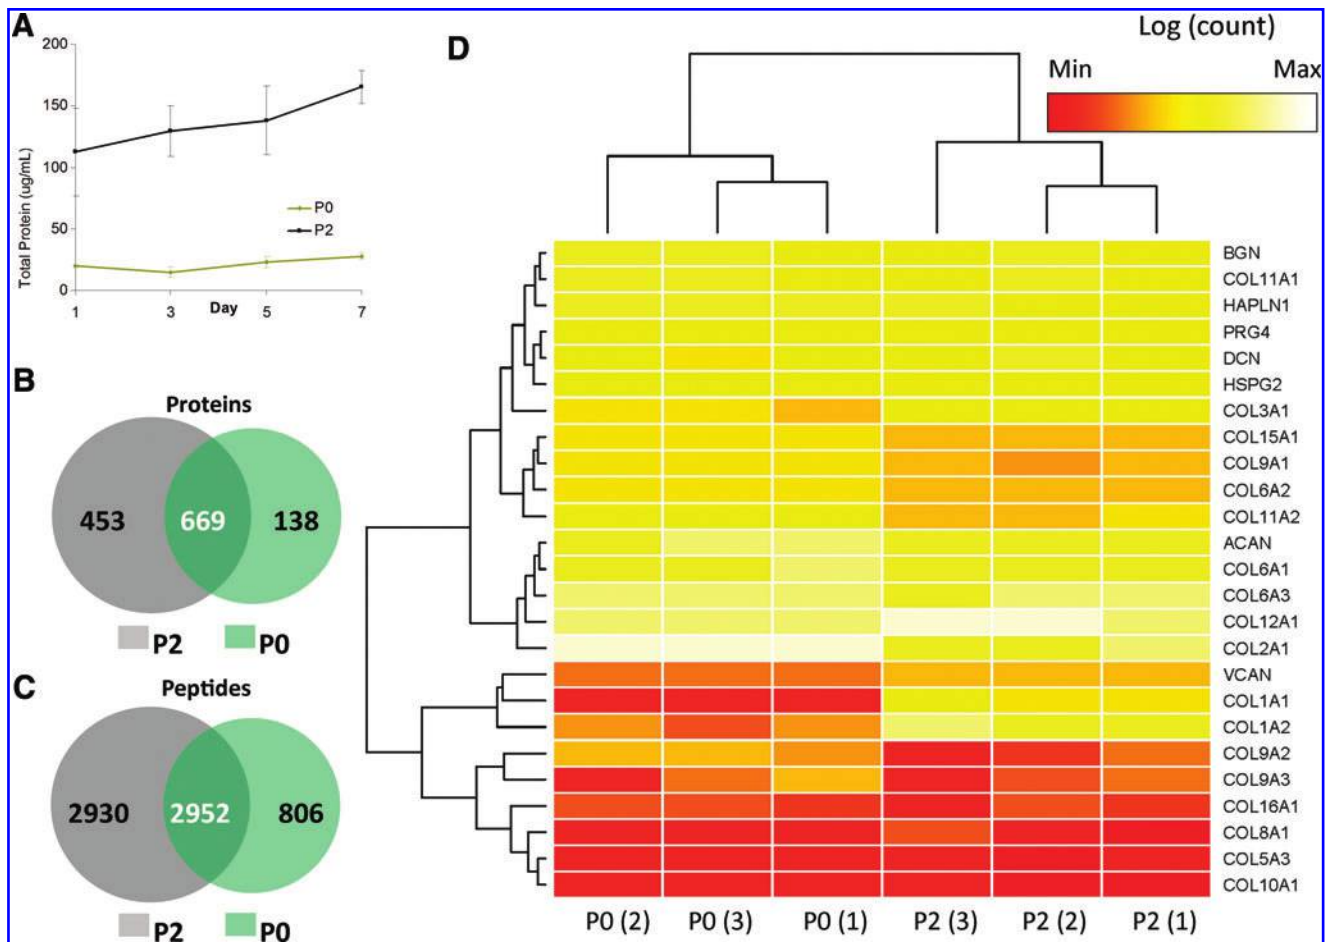 A
200
150
100
50
0
Total Protein (ug/mL)
P0
P2
1 3 5 7
Day
B
Proteins
453 669 138
P2 P0
C
Peptides
2930 2952 806
P2 P0
D
Log (count)
Min Max
BGN
COL11A1
HAPLN1
PRG4
DCN
HSPG2
COL3A1
COL15A1
COL9A1
COL6A2
COL11A2
ACAN
COL6A1
COL6A3
COL12A1
COL2A1
VCAN
COL1A1
COL1A2
COL9A2
COL9A3
COL16A1
COL8A1
COL5A3
COL10A1
P0 (2) P0 (3) P0 (1) P2 (3) P2 (2) P2 (1)